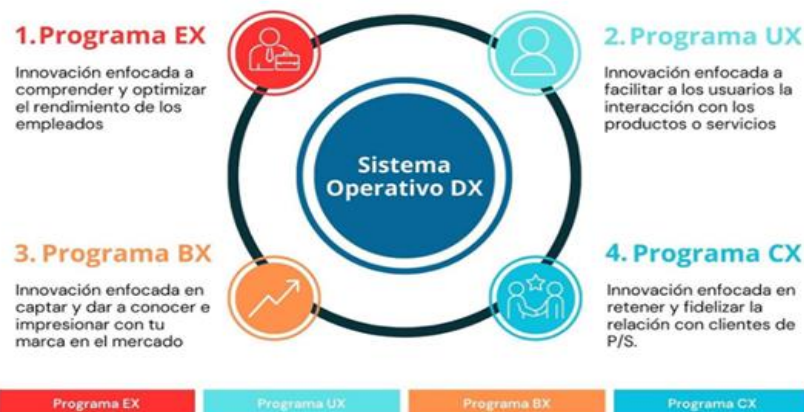 1.Programa EX
Innovación enfocada a
comprender y optimizar
el rendimiento de los
empleados
2.Programa UX
Innovación enfocada a
facilitar a los usuarios la
interacción con los
productos o servicios
Sistema
Operativo DX
3. Programa BX
Innovación enfocada en
captar y dar a conocer e
impresionar con tu
marca en el mercado
4. Programa CX
Innovación enfocada en
retener y fidelizar la
relación con clientes de
P/S.
Programa EX
Programa UX
Programa BX
Programa CX